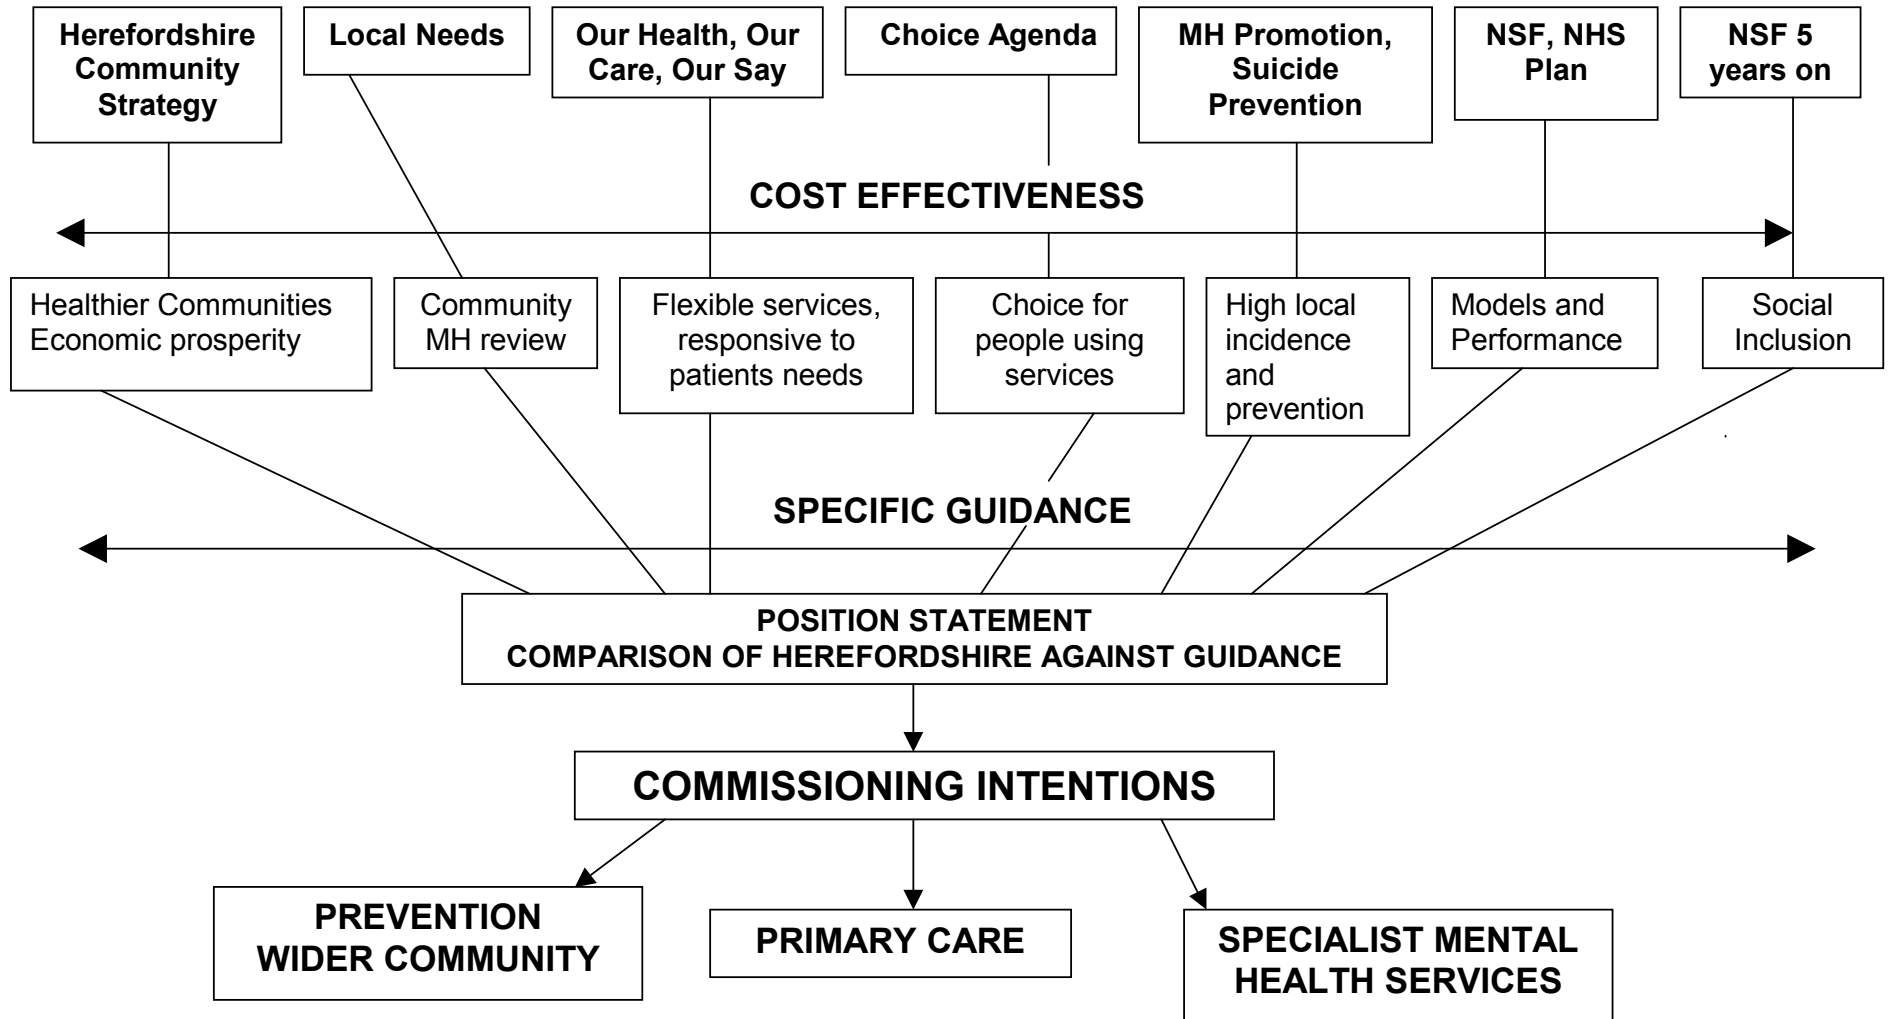 Herefordshire
Community
Strategy
Local Needs
Our Health, Our
Care, Our Say
Choice Agenda
MH Promotion,
Suicide
Prevention
NSF, NHS
Plan
NSF 5
years on
COST EFFECTIVENESS
Healthier Communities
Economic prosperity
Community
MH review
Flexible services,
responsive to
patients needs
Choice for
people using
services
High local
incidence
and
prevention
Models and
Performance
Social
Inclusion
SPECIFIC GUIDANCE
POSITION STATEMENT
COMPARISON OF HEREFORDSHIRE AGAINST GUIDANCE
COMMISSIONING INTENTIONS
PREVENTION
WIDER COMMUNITY
PRIMARY CARE
SPECIALIST MENTAL
HEALTH SERVICES